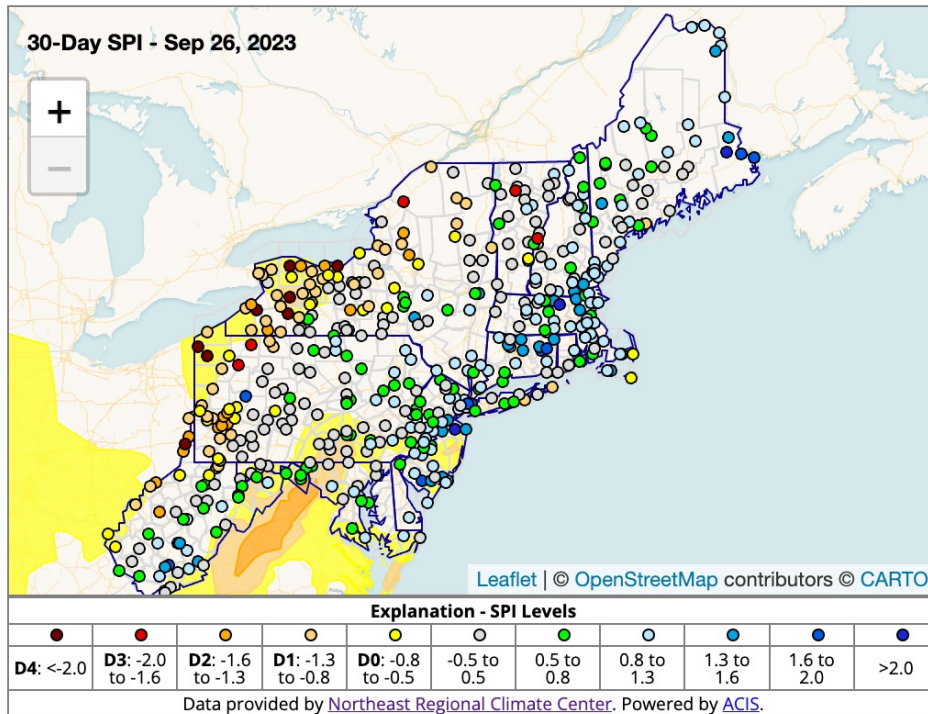 30-Day SPI - Sep 26, 2023
+
−
Leaflet | © OpenStreetMap contributors © CARTO
Explanation - SPI Levels
D4: <-2.0
D3: -2.0 to -1.6
D2: -1.6 to -1.3
D1: -1.3 to -0.8
D0: -0.8 to -0.5
-0.5 to 0.5
0.5 to 0.8
0.8 to 1.3
1.3 to 1.6
1.6 to 2.0
>2.0
Data provided by Northeast Regional Climate Center. Powered by ACIS.